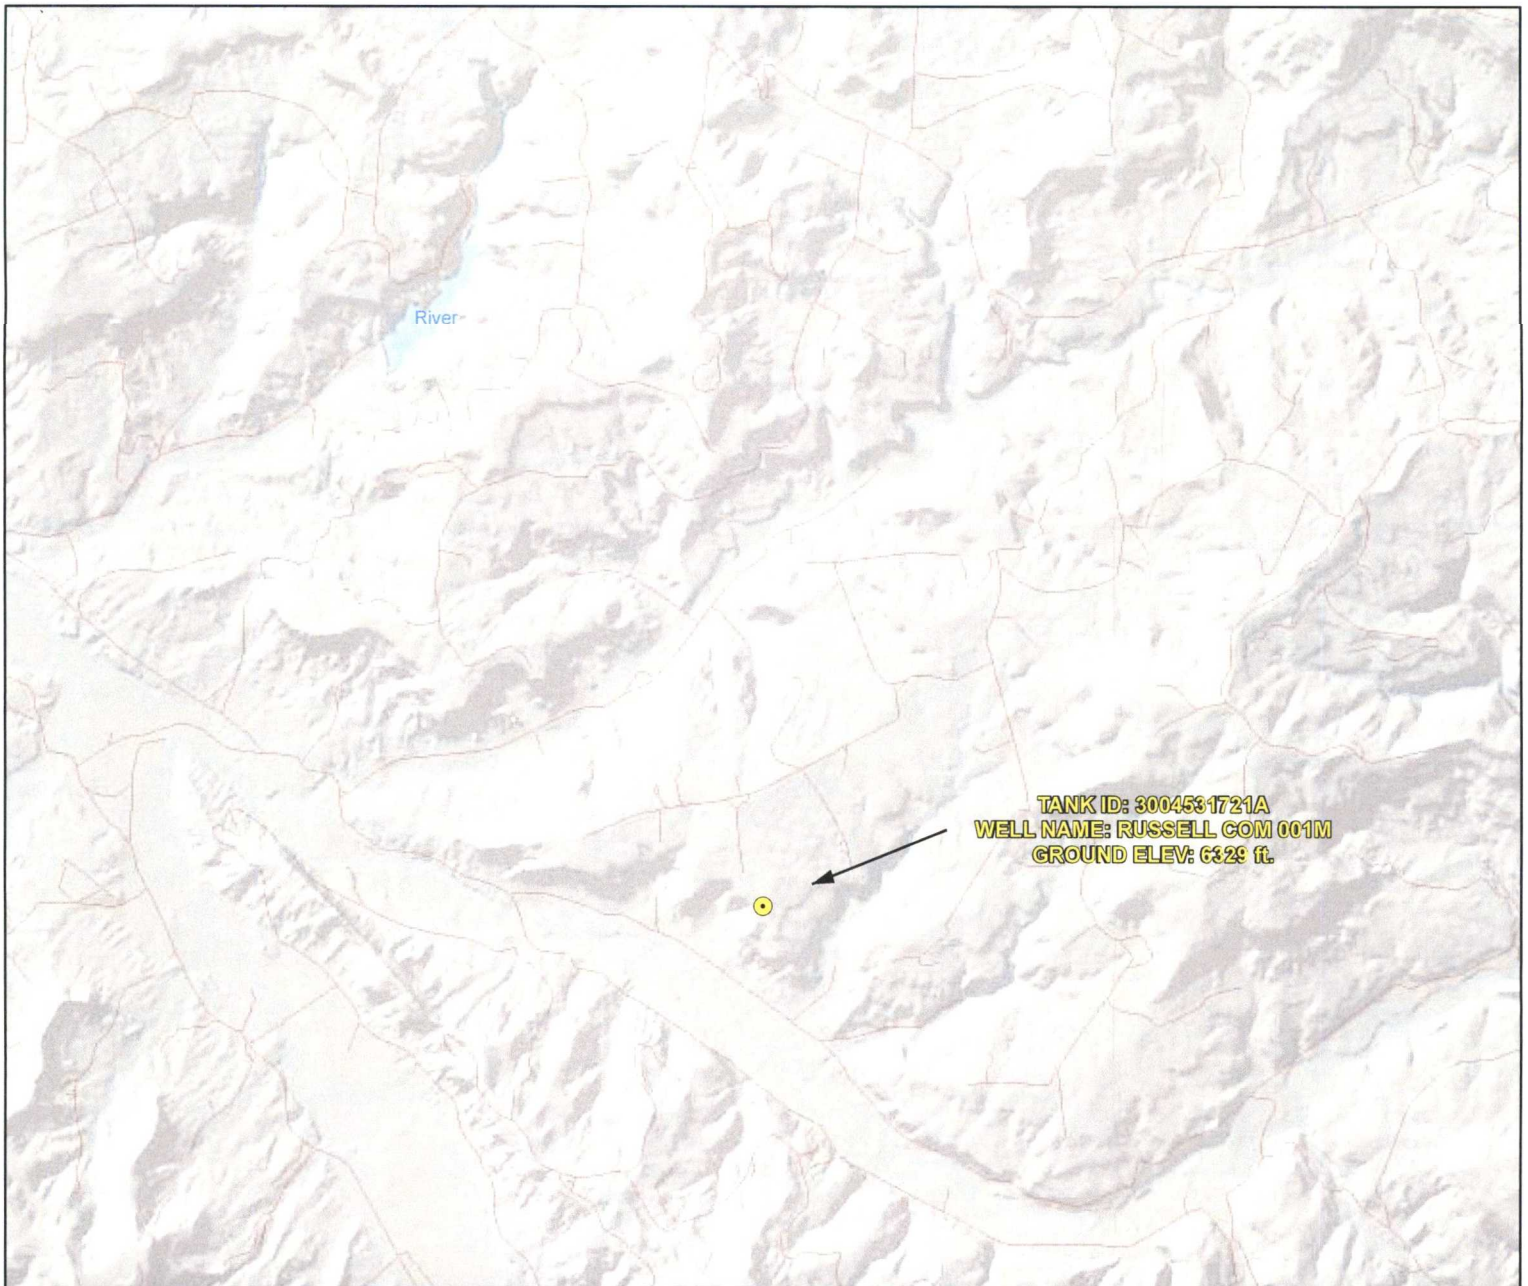 River
TANK ID: 3004531721A
WELL NAME: RUSSELL COM 001M
GROUND ELEV: 6329 ft.